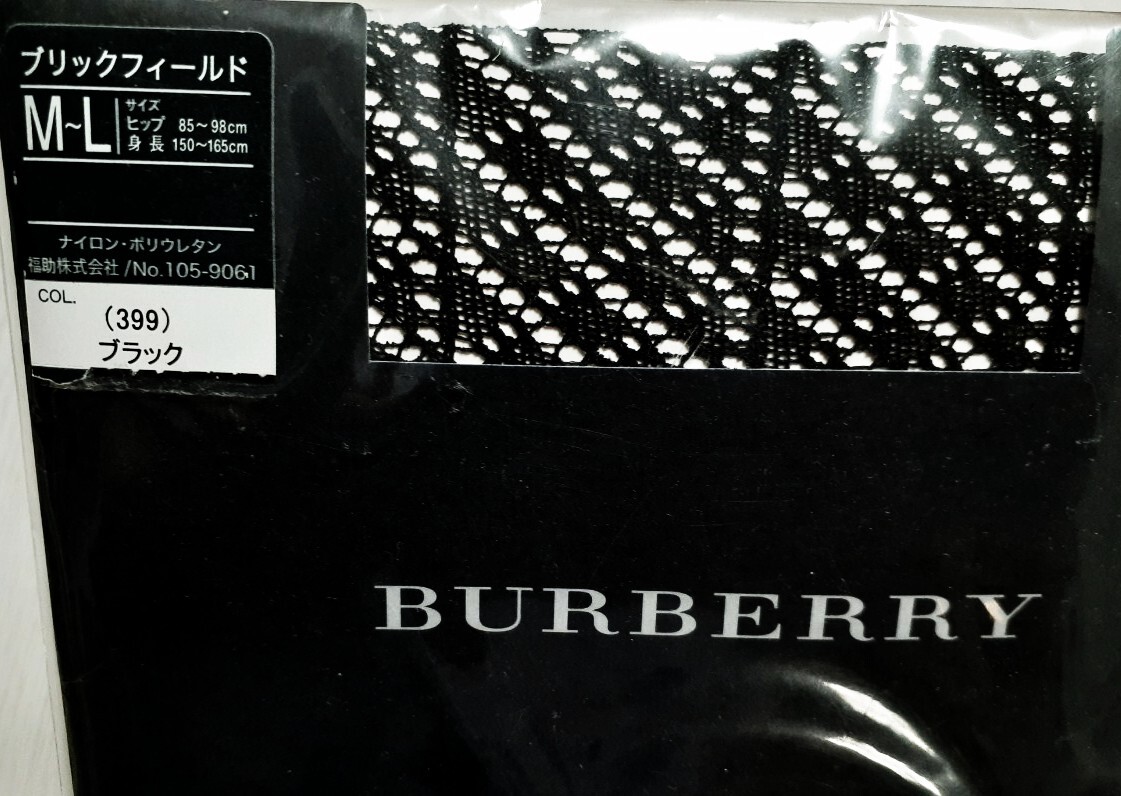 ブリックフィールド
M~L
サイズ
ヒップ 85~98cm
身長 150~165cm
ナイロン・ポリウレタン
福助株式会社/No.105-9061
COL.
(399)
ブラック
BURBERRY